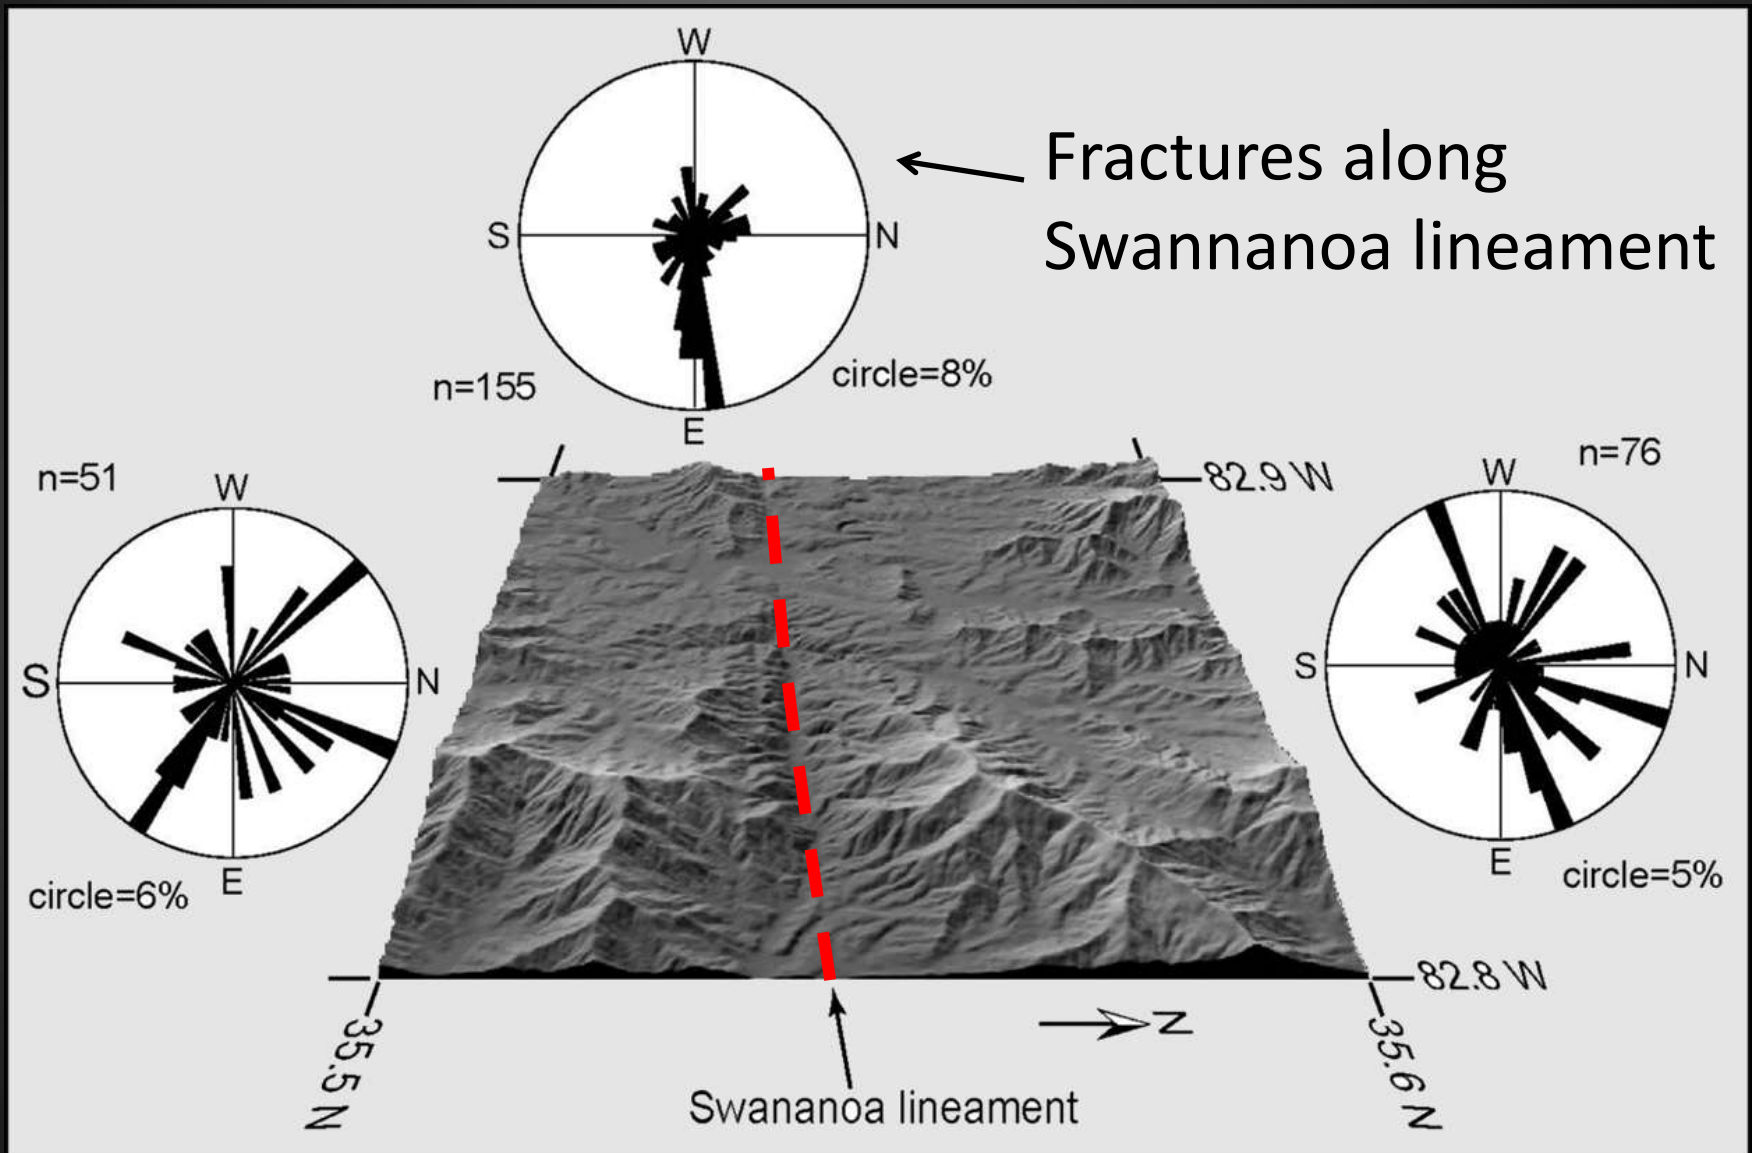 W
Fractures along
Swannanoa lineament
S
N
n=155
circle=8%
E
n=51
W
S
N
E
circle=6%
n=76
W
S
N
E
circle=5%
82.9 W
82.8 W
35.5 N
35.6 N
N
Swananoa lineament